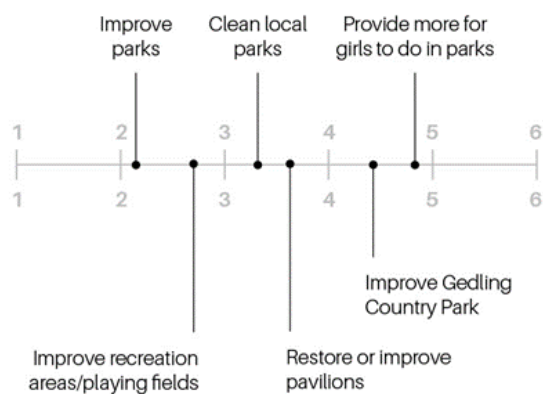 Improve
parks
Clean local
parks
Provide more for
girls to do in parks
1 2 3 4 5 6
1 2 3 4 5 6
Improve Gedling
Country Park
Improve recreation
areas/playing fields
Restore or improve
pavilions